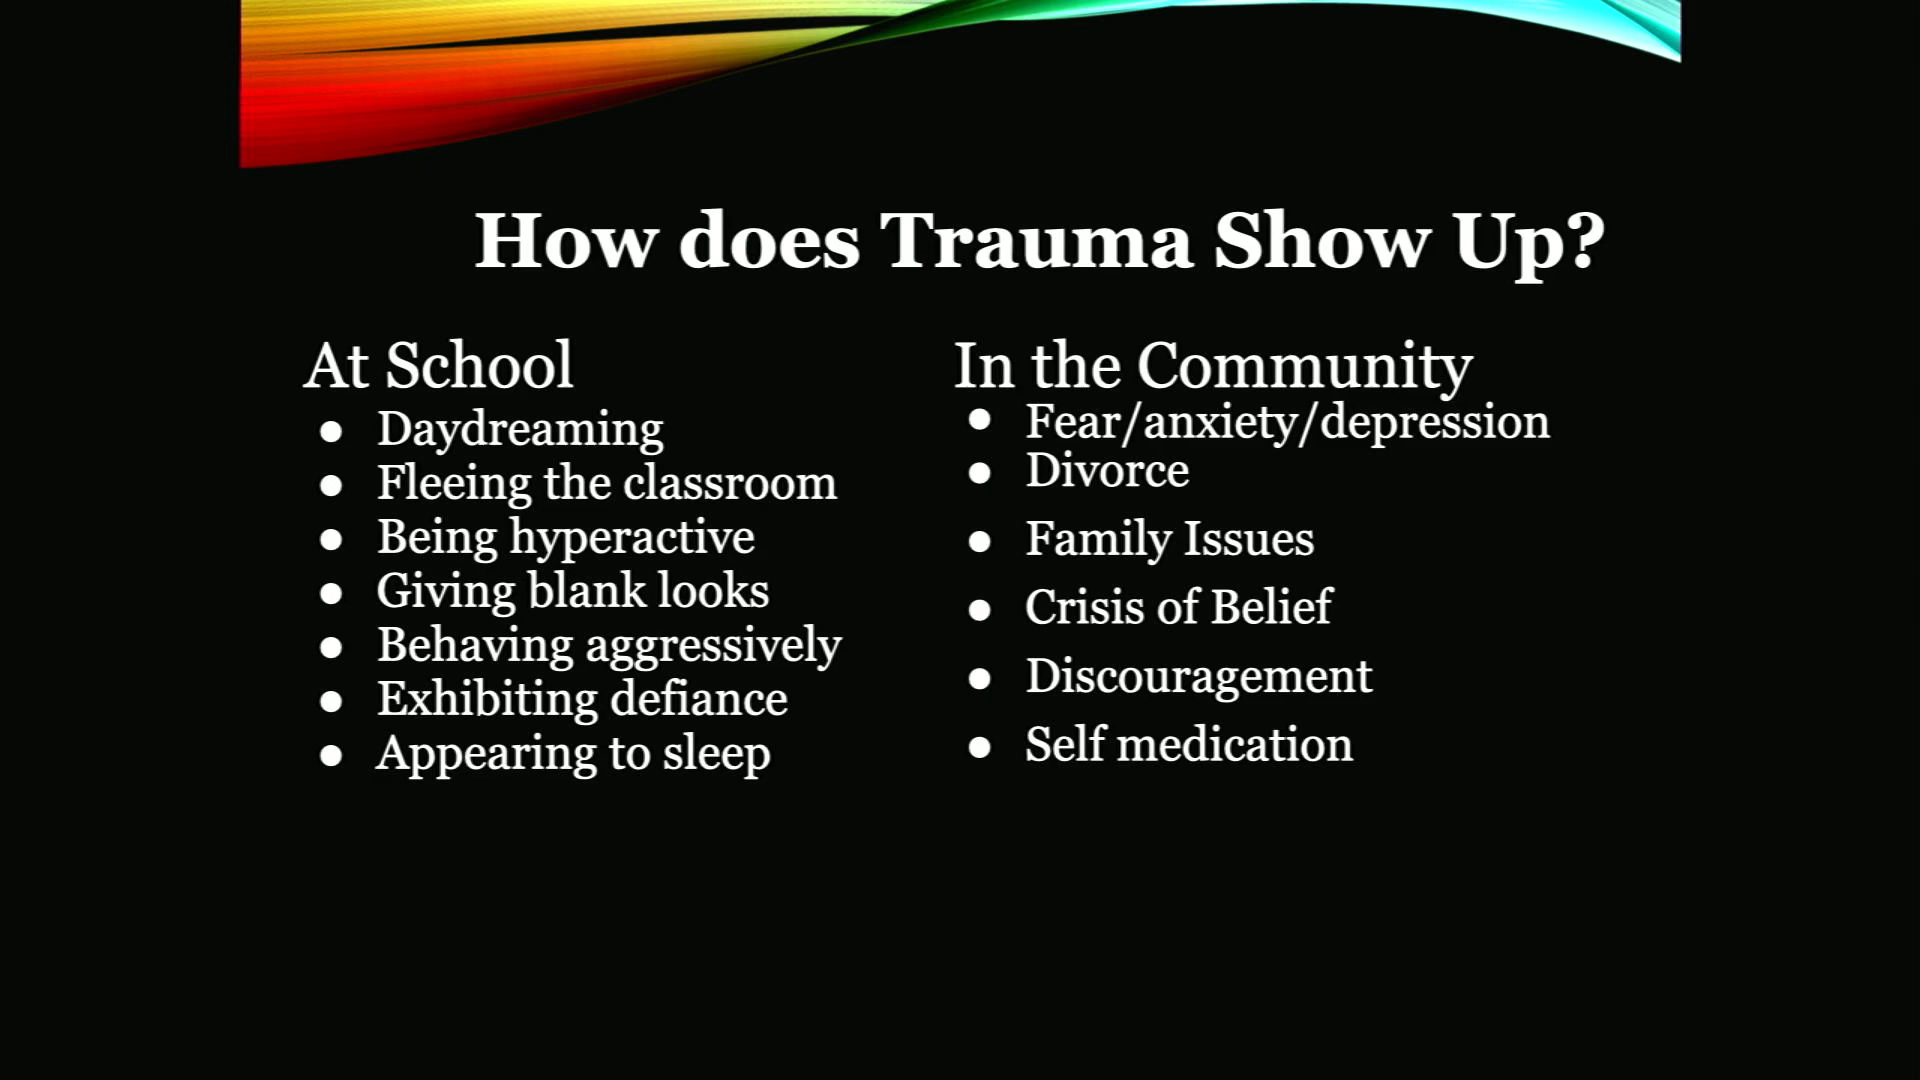 How does Trauma Show Up?
At School
● Daydreaming
● Fleeing the classroom
● Being hyperactive
● Giving blank looks
● Behaving aggressively
● Exhibiting defiance
● Appearing to sleep
In the Community
● Fear/anxiety/depression
● Divorce
● Family Issues
● Crisis of Belief
● Discouragement
● Self medication